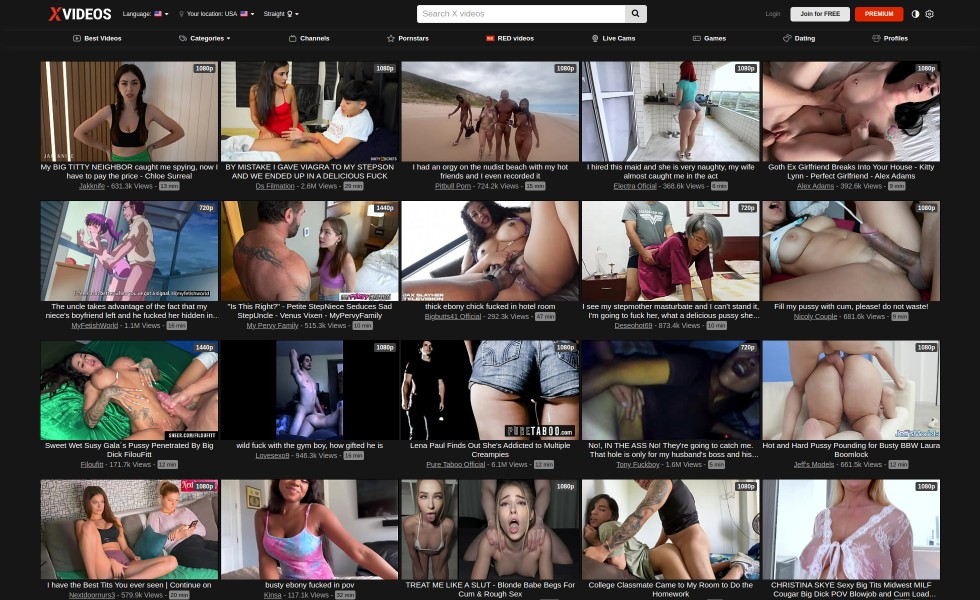 XVIDEOS
Language:
Your location: USA
Straight
Search X videos
Login
Join for FREE
PREMIUM
Best Videos
Categories
Channels
Pornstars
RED videos
Live Cams
Games
Dating
Profiles
1080p
My BIG TITTY NEIGHBOR caught me spying, now I
have to pay the price - Chloe Surreal
Jakknife - 631.3k Views - 13 min
1080p
BY MISTAKE I GAVE VIAGRA TO MY STEPSON
AND WE ENDED UP IN A DELICIOUS FUCK
Ds Filmation - 2.6M Views - 29 min
1080p
I had an orgy on the nudist beach with my hot
friends and I even recorded it
Pitbull Porn - 724.2k Views - 15 min
1080p
I hired this maid and she is very naughty, my wife
almost caught me in the act
Electra Oficial - 368.6k Views - 6 min
1080p
Goth Ex Girlfriend Breaks Into Your House - Kitty
Lynn - Perfect Girlfriend - Alex Adams
Alex Adams - 392.6k Views - 9 min
720p
The uncle takes advantage of the fact that my
niece's boyfriend left and he fucked her hidden in...
MyFetishWorld - 1.1M Views - 16 min
1440p
"Is This Right?" - Petite StepNiece Seduces Sad
StepUncle - Venus Vixen - MyPervyFamily
My Pervy Family - 515.3k Views - 10 min
JAX SLAYHER
TELEVISION
thick ebony chick fucked in hotel room
Bigbutts41 Official - 292.3k Views - 47 min
720p
I see my stepmother masturbate and I can't stand it,
I'm going to fuck her, what a delicious pussy she...
Deseohot69 - 873.4k Views - 10 min
1080p
Fill my pussy with cum, please! do not waste!
Nicoly Couple - 681.6k Views - 9 min
1440p
SHEER.COM/FILOUFITT
Sweet Wet Susy Gala´s Pussy Penetrated By Big
Dick FilouFitt
Filoufitt - 171.7k Views - 12 min
1080p
wild fuck with the gym boy, how gifted he is
Lovesexo9 - 946.3k Views - 16 min
1080p
PURETABOO.com
Lena Paul Finds Out She's Addicted to Multiple
Creampies
Pure Taboo Official - 6.1M Views - 12 min
720p
No!, IN THE ASS No! They're going to catch me.
That hole is only for my husband's boss and his...
Tony Fuckboy - 1.6M Views - 5 min
1080p
Jeff'sModels
Hot and Hard Pussy Pounding for Busty BBW Laura
Boomlock
Jeff's Models - 661.5k Views - 12 min
1080p
I have the Best Tits You ever seen | Continue on
Nextdoornurs3 - 579.9k Views - 20 min
busty ebony fucked in pov
Kinsa - 117.1k Views - 32 min
1080p
TREAT ME LIKE A SLUT - Blonde Babe Begs For
Cum & Rough Sex
1080p
College Classmate Came to My Room to Do the
Homework
1080p
CHRISTINA SKYE Sexy Big Tits Midwest MILF
Cougar Big Dick POV Blowjob and Cum Load...